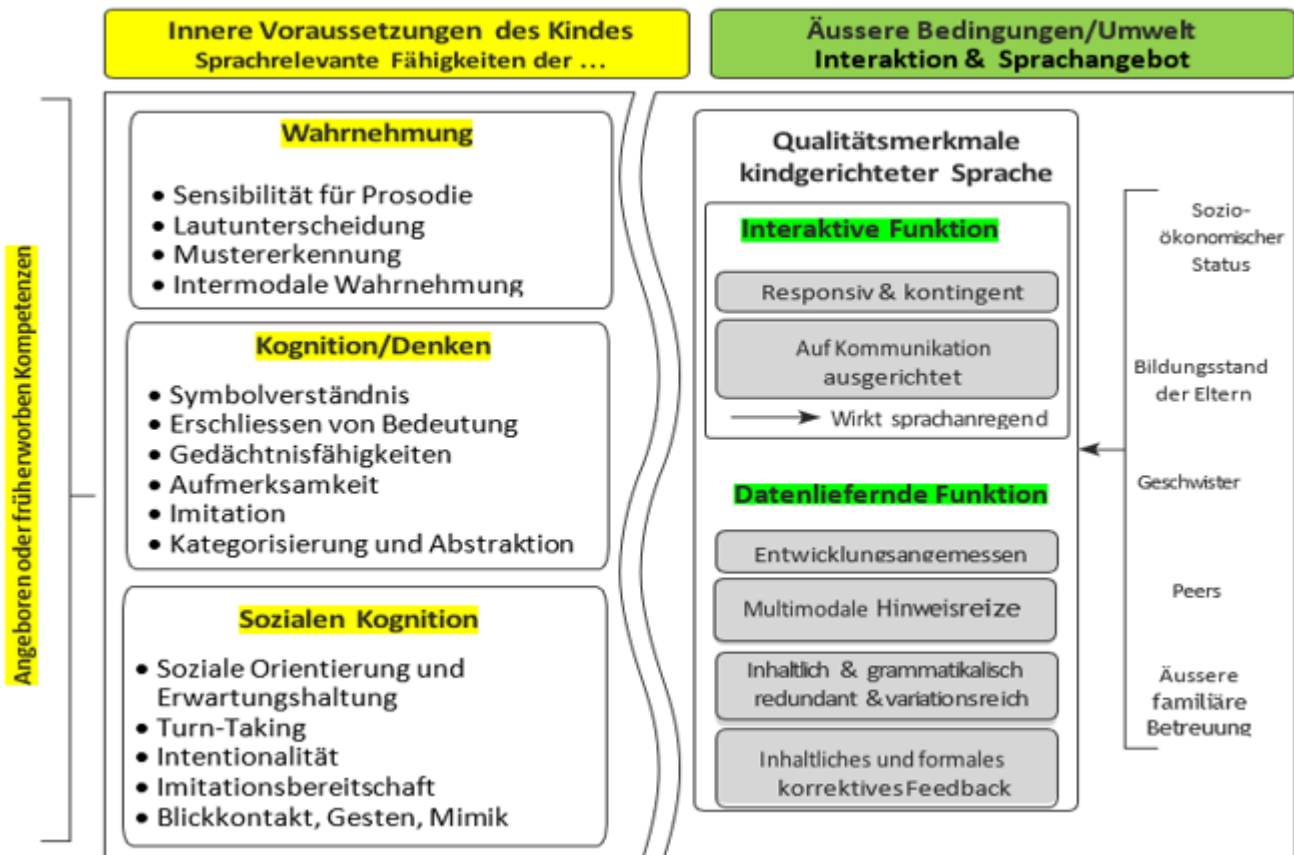 Innere Voraussetzungen des Kindes
Sprachrelevante Fähigkeiten der ...
Äussere Bedingungen/Umwelt
Interaktion & Sprachangebot
Angeboren oder früherworben Kompetenzen
Wahrnehmung
• Sensibilität für Prosodie
• Lautunterscheidung
• Mustererkennung
• Intermodale Wahrnehmung
Kognition/Denken
• Symbolverständnis
• Erschliessen von Bedeutung
• Gedächtnisfähigkeiten
• Aufmerksamkeit
• Imitation
• Kategorisierung und Abstraktion
Sozialen Kognition
• Soziale Orientierung und
Erwartungshaltung
• Turn-Taking
• Intentionalität
• Imitationsbereitschaft
• Blickkontakt, Gesten, Mimik
Qualitätsmerkmale
kindgerichteter Sprache
Interaktive Funktion
Responsiv & kontingent
Auf Kommunikation
ausgerichtet
Wirkt sprachanregend
Datenliefernde Funktion
Entwicklungsangemessen
Multimodale Hinweisreize
Inhaltlich & grammatikalisch
redundant & variationsreich
Inhaltliches und formales
korrektives Feedback
Sozio-
ökonomischer
Status
Bildungsstand
der Eltern
Geschwister
Peers
Äussere
familiäre
Betreuung